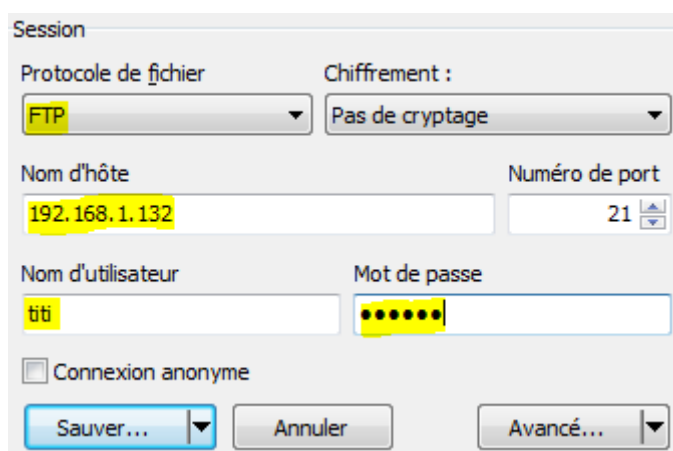 Session
Protocole de fichier Chiffrement :
FTP Pas de cryptage
Nom d'hôte Numéro de port
192.168.1.132 21
Nom d'utilisateur Mot de passe
titi ••••••
Connexion anonyme
Sauver... Annuler Avancé...